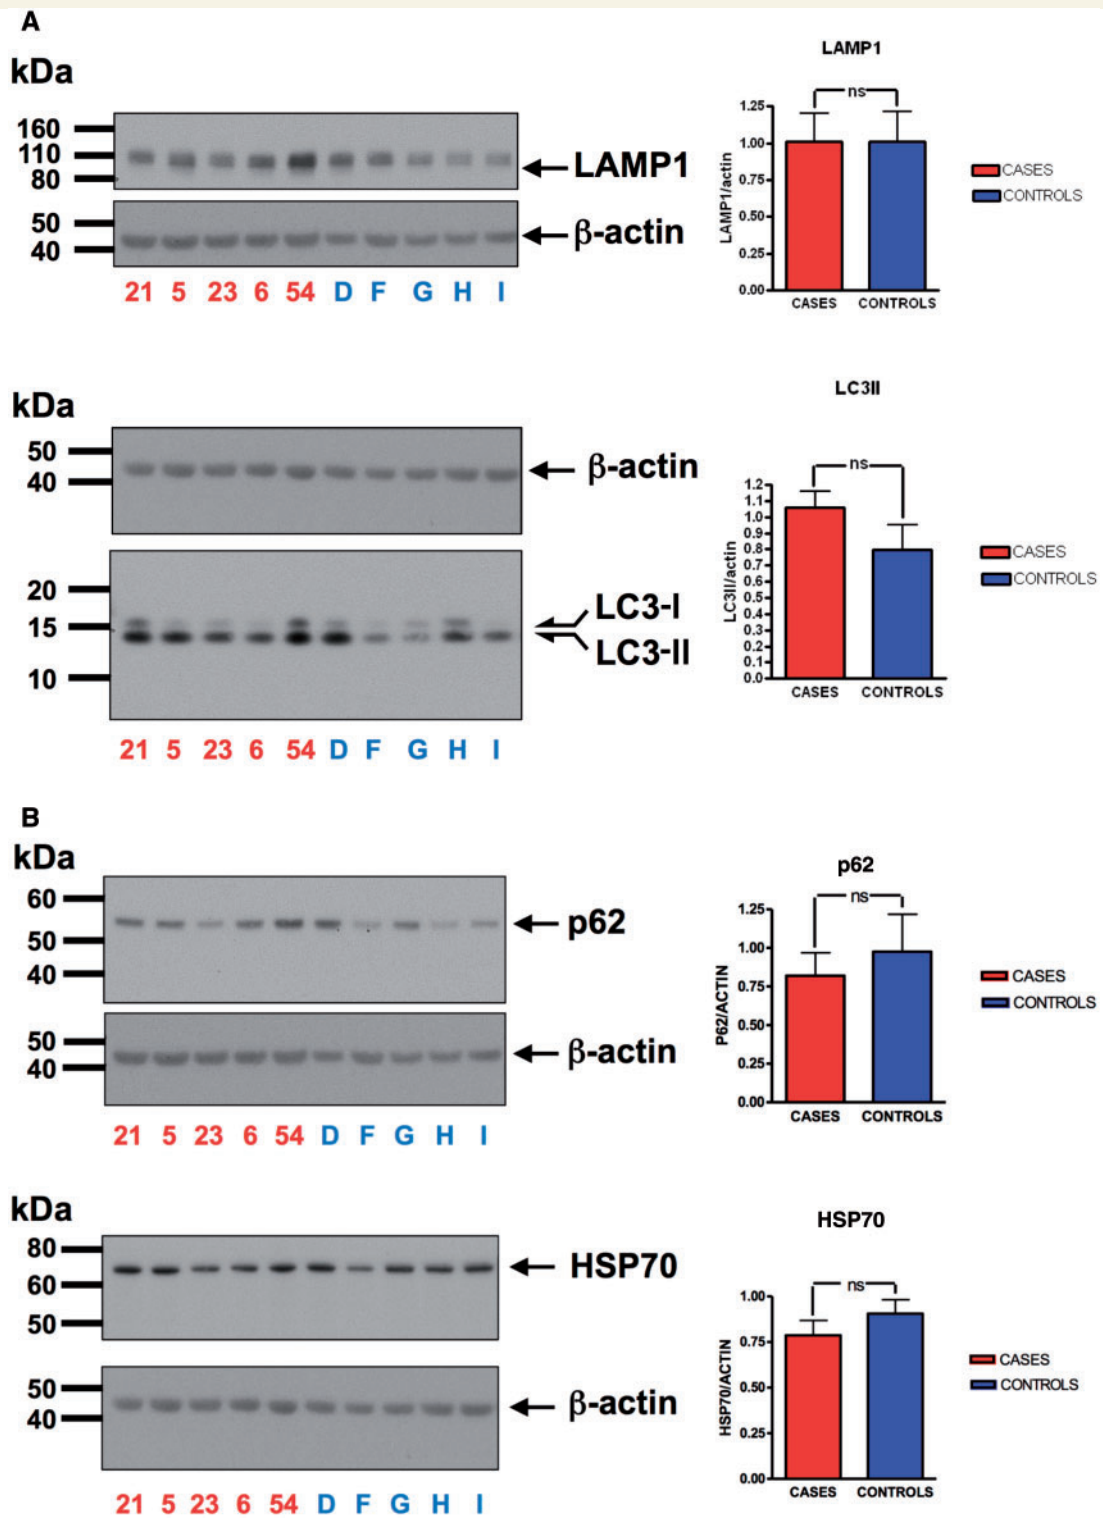 A
kDa
160
110
80
LAMP1
50
40
β-actin
21 5 23 6 54 D F G H I
LAMP1
ns
1.25
1.00
0.75
0.50
0.25
0.00
LAMP1/actin
CASES CONTROLS
CASES
CONTROLS
kDa
50
40
β-actin
20
15
10
LC3-I
LC3-II
21 5 23 6 54 D F G H I
LC3II
ns
1.2
1.1
1.0
0.9
0.8
0.7
0.6
0.5
0.4
0.3
0.2
0.1
0.0
LC3II/actin
CASES CONTROLS
CASES
CONTROLS
B
kDa
60
50
40
p62
50
40
β-actin
21 5 23 6 54 D F G H I
p62
ns
1.25
1.00
0.75
0.50
0.25
0.00
P62/ACTIN
CASES CONTROLS
CASES
CONTROLS
kDa
80
60
50
HSP70
50
40
β-actin
21 5 23 6 54 D F G H I
HSP70
ns
1.00
0.75
0.50
0.25
0.00
HSP70/ACTIN
CASES CONTROLS
CASES
CONTROLS